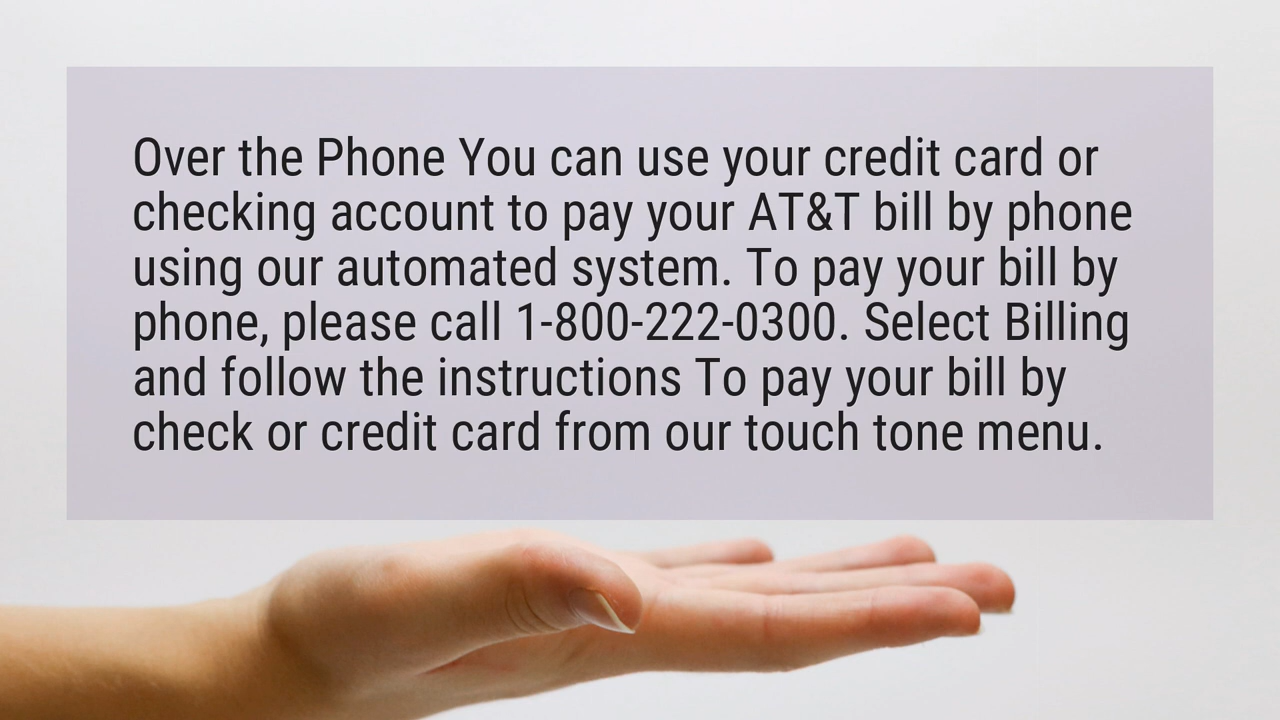 Over the Phone You can use your credit card or
checking account to pay your AT&T bill by phone
using our automated system. To pay your bill by
phone, please call 1-800-222-0300. Select Billing
and follow the instructions To pay your bill by
check or credit card from our touch tone menu.